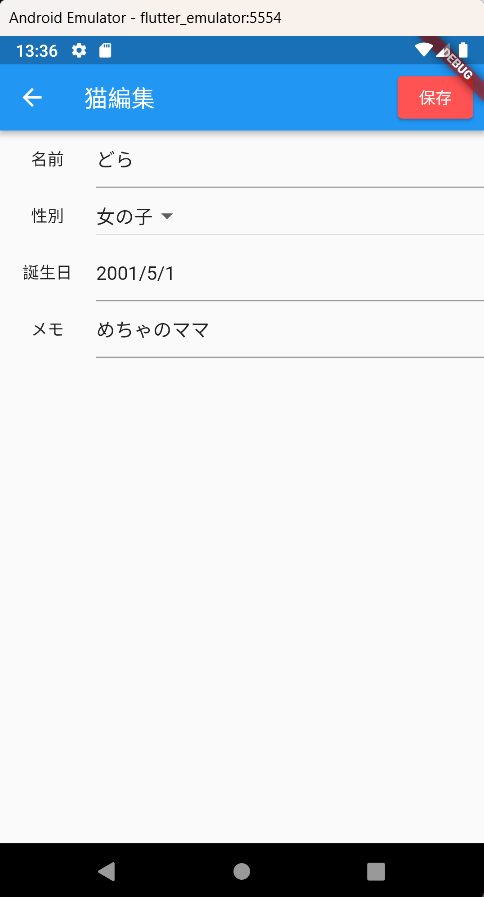 Android Emulator - flutter_emulator:5554
13:36
DEBUG
猫編集
保存
名前 どら
性別 女の子
誕生日 2001/5/1
メモ めちゃのママ